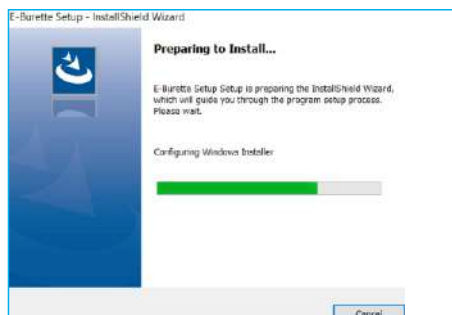 E-Burette Setup - InstallShield Wizard
Preparing to Install...
E-Burette Setup Setup is preparing the InstallShield Wizard,
which will guide you through the program setup process.
Please wait.
Configuring Windows Installer
Cancel